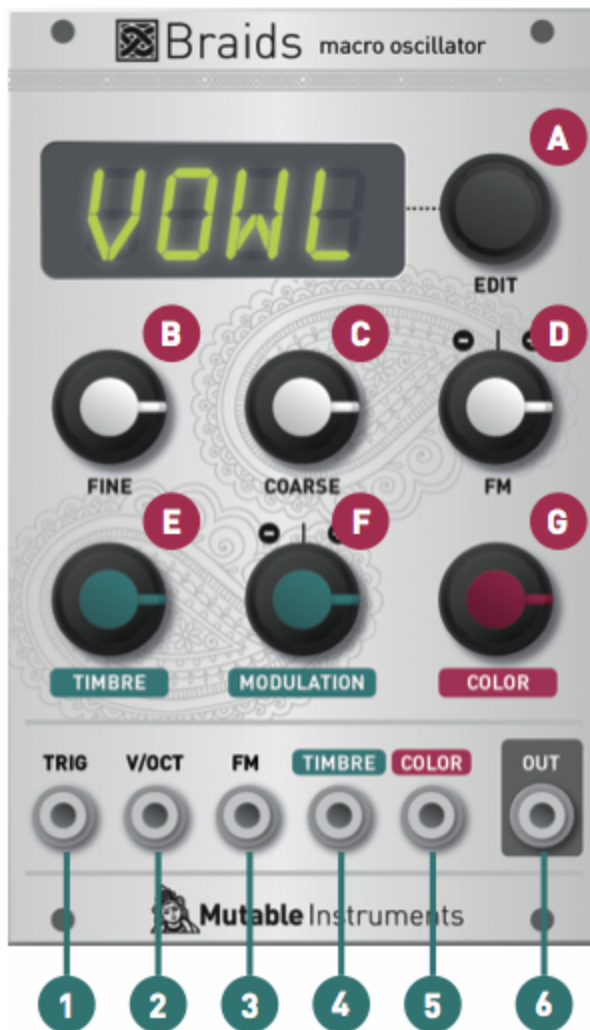 Braids macro oscillator
A
VOWL
EDIT
B C D
FINE COARSE FM
E F G
TIMBRE MODULATION COLOR
TRIG V/OCT FM TIMBRE COLOR OUT
Mutable Instruments
1 2 3 4 5 6